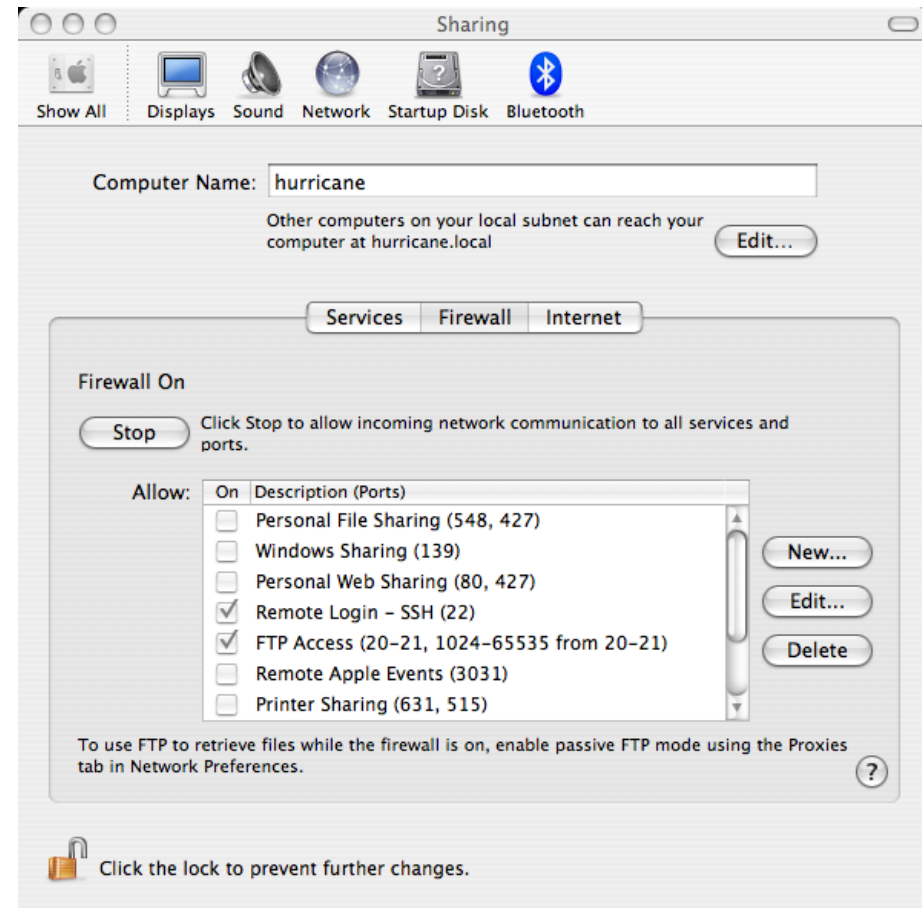 Sharing
Show All Displays Sound Network Startup Disk Bluetooth
Computer Name: hurricane
Other computers on your local subnet can reach your
computer at hurricane.local
Edit...
Services Firewall Internet
Firewall On
Stop
Click Stop to allow incoming network communication to all services and
ports.
Allow:
On Description (Ports)
Personal File Sharing (548, 427)
Windows Sharing (139)
Personal Web Sharing (80, 427)
Remote Login – SSH (22)
FTP Access (20-21, 1024-65535 from 20-21)
Remote Apple Events (3031)
Printer Sharing (631, 515)
New...
Edit...
Delete
To use FTP to retrieve files while the firewall is on, enable passive FTP mode using the Proxies
tab in Network Preferences.
?
Click the lock to prevent further changes.